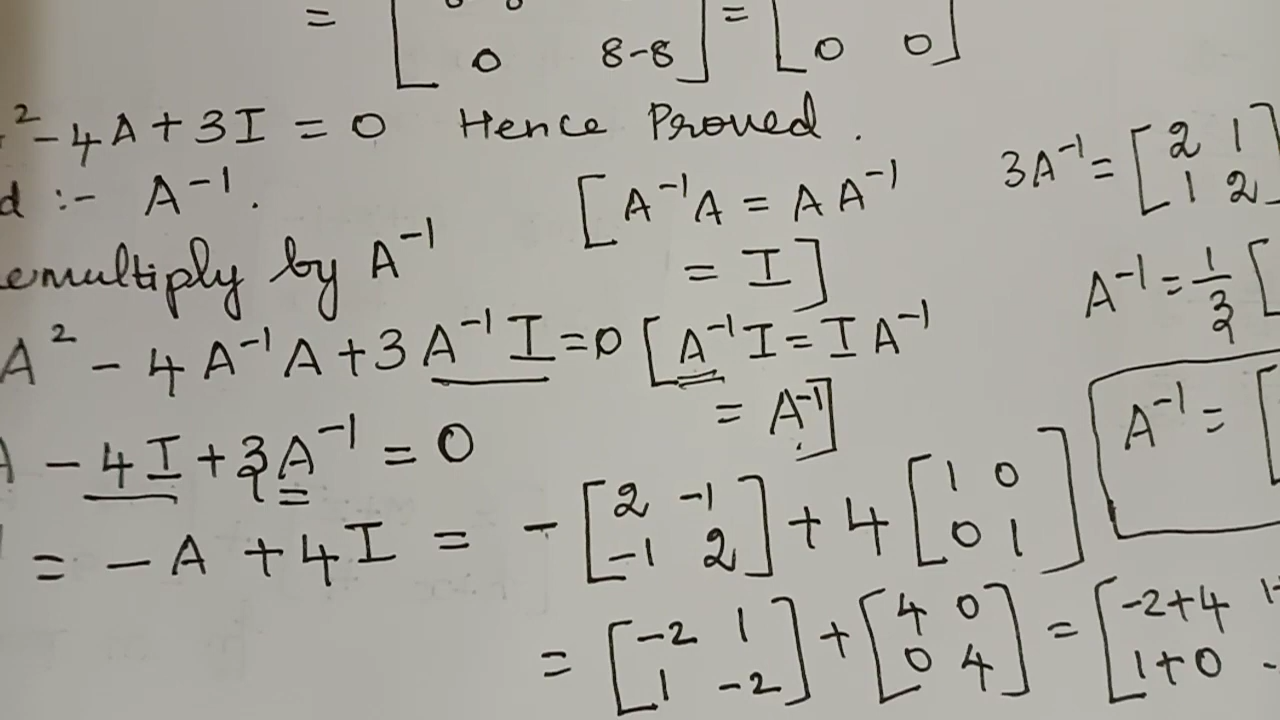 = [ 0 8-8 ] = [ 0 0 ]
² - 4A + 3I = 0 Hence Proved.
d :- A⁻¹.
[A⁻¹A = AA⁻¹
= I]
emultiply by A⁻¹
A² - 4A⁻¹A + 3A⁻¹I = 0 [A⁻¹I = IA⁻¹
= A⁻¹]
A - 4I + 3A⁻¹ = 0
= -A + 4I = - [ 2 -1
-1 2 ] + 4 [ 1 0
0 1 ]
= [ -2 1
1 -2 ] + [ 4 0
0 4 ] = [ -2+4
1+0
3A⁻¹ = [ 2 1
1 2
A⁻¹ = 1/3 [
A⁻¹ = [